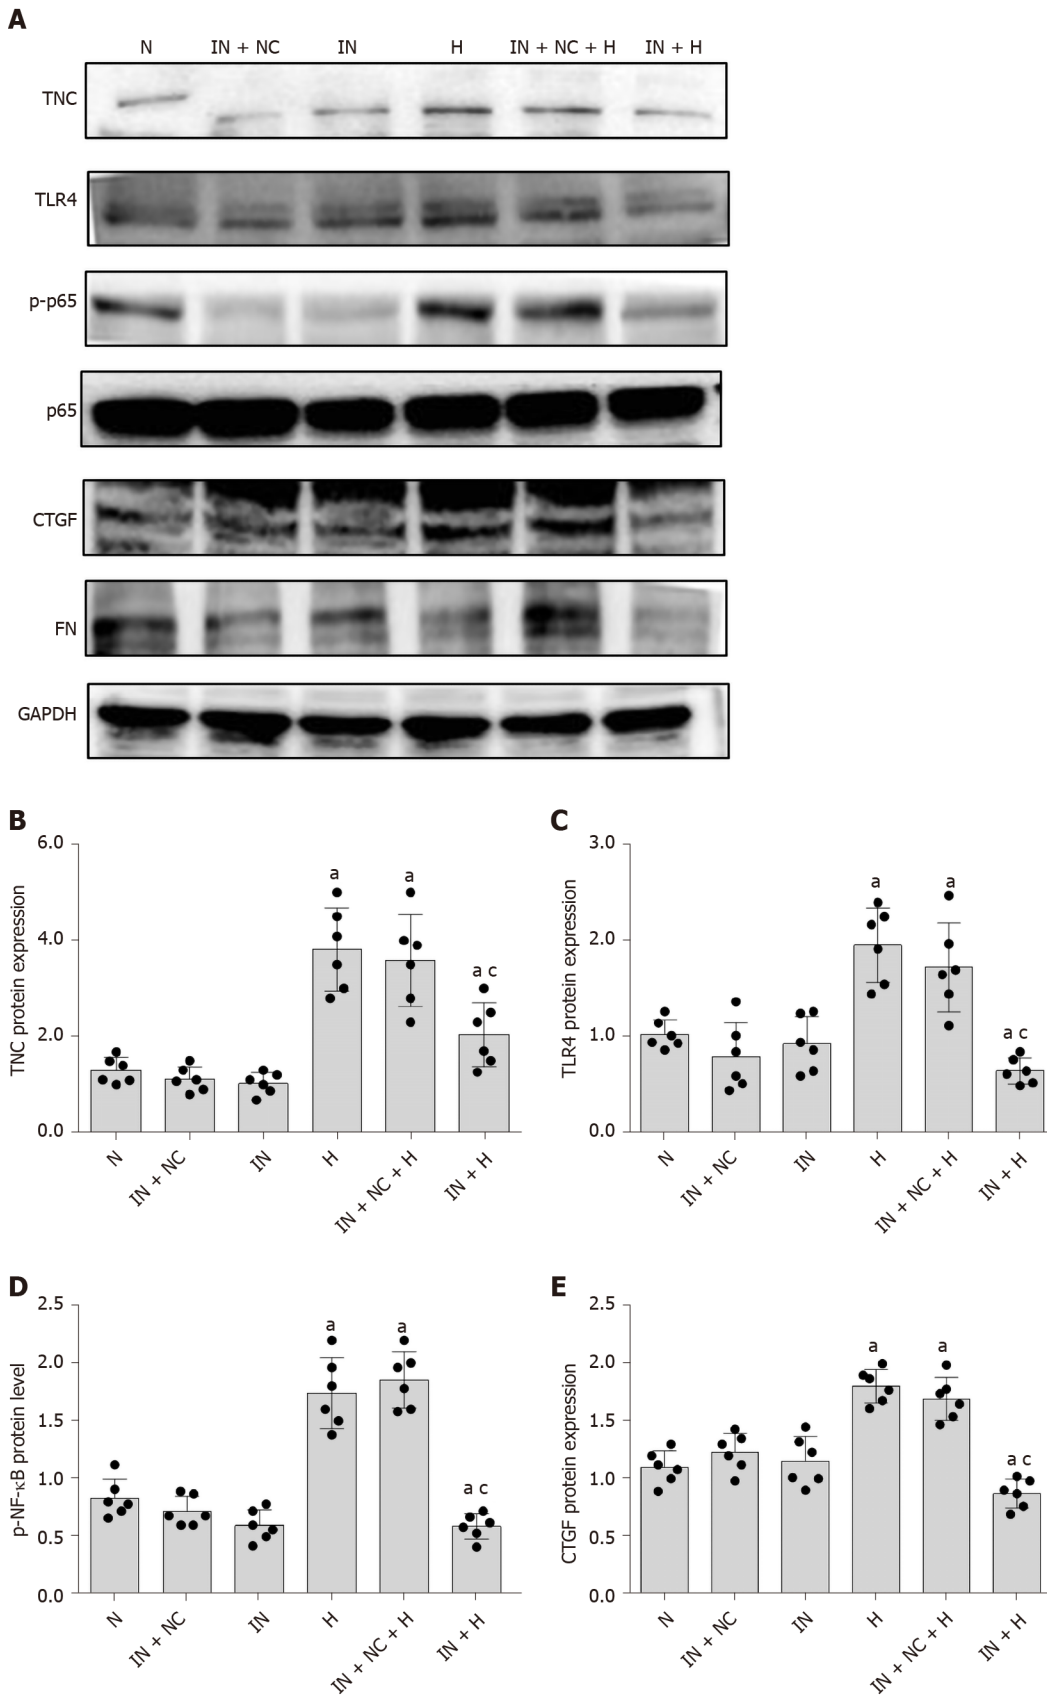 A
N IN + NC IN H IN + NC + H IN + H
TNC
TLR4
p-p65
p65
CTGF
FN
GAPDH
B
TNC protein expression
6.0
4.0
2.0
0.0
a
a
a c
N
IN + NC
IN
H
IN + NC + H
IN + H
C
TLR4 protein expression
3.0
2.0
1.0
0.0
a
a
a c
N
IN + NC
IN
H
IN + NC + H
IN + H
D
p-NF-κB protein level
2.5
2.0
1.5
1.0
0.5
0.0
a
a
a c
N
IN + NC
IN
H
IN + NC + H
IN + H
E
CTGF protein expression
2.5
2.0
1.5
1.0
0.5
0.0
a
a
a c
N
IN + NC
IN
H
IN + NC + H
IN + H